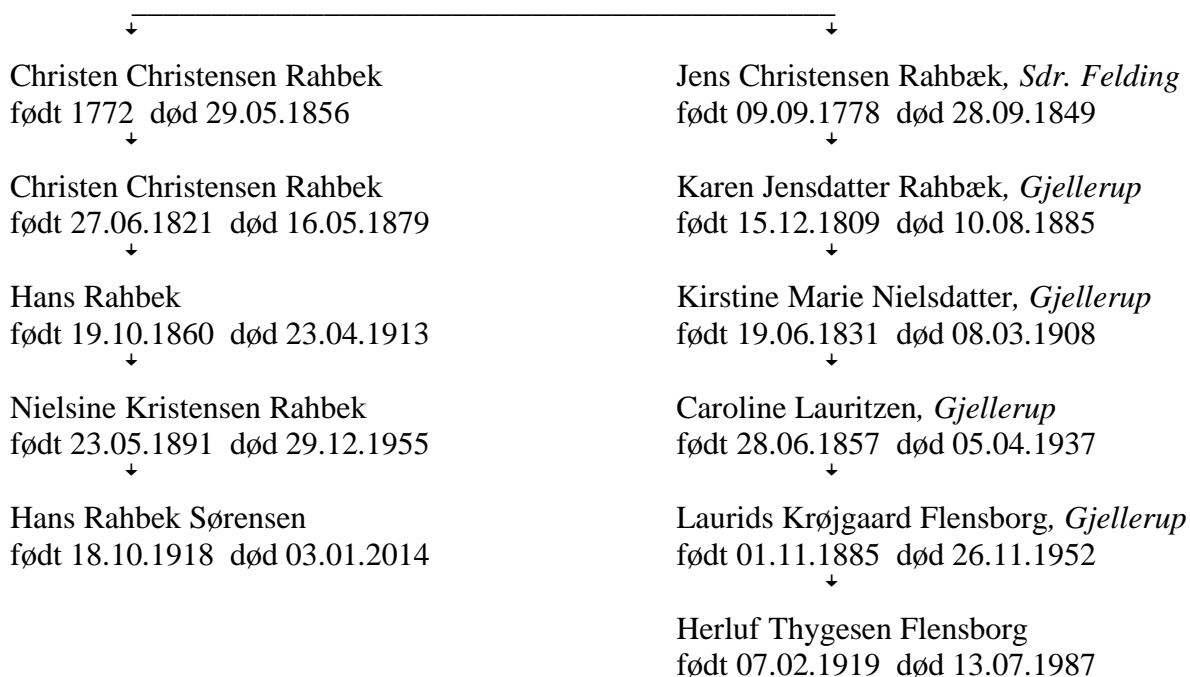 Christen Christensen Rahbek
født 1772 død 29.05.1856
Christen Christensen Rahbek
født 27.06.1821 død 16.05.1879
Hans Rahbek
født 19.10.1860 død 23.04.1913
Nielsine Kristensen Rahbek
født 23.05.1891 død 29.12.1955
Hans Rahbek Sørensen
født 18.10.1918 død 03.01.2014
Jens Christensen Rahbæk, Sdr. Felding
født 09.09.1778 død 28.09.1849
Karen Jensdatter Rahbæk, Gjellerup
født 15.12.1809 død 10.08.1885
Kirstine Marie Nielsdatter, Gjellerup
født 19.06.1831 død 08.03.1908
Caroline Lauritzen, Gjellerup
født 28.06.1857 død 05.04.1937
Laurids Krøjgaard Flensborg, Gjellerup
født 01.11.1885 død 26.11.1952
Herluf Thygesen Flensborg
født 07.02.1919 død 13.07.1987